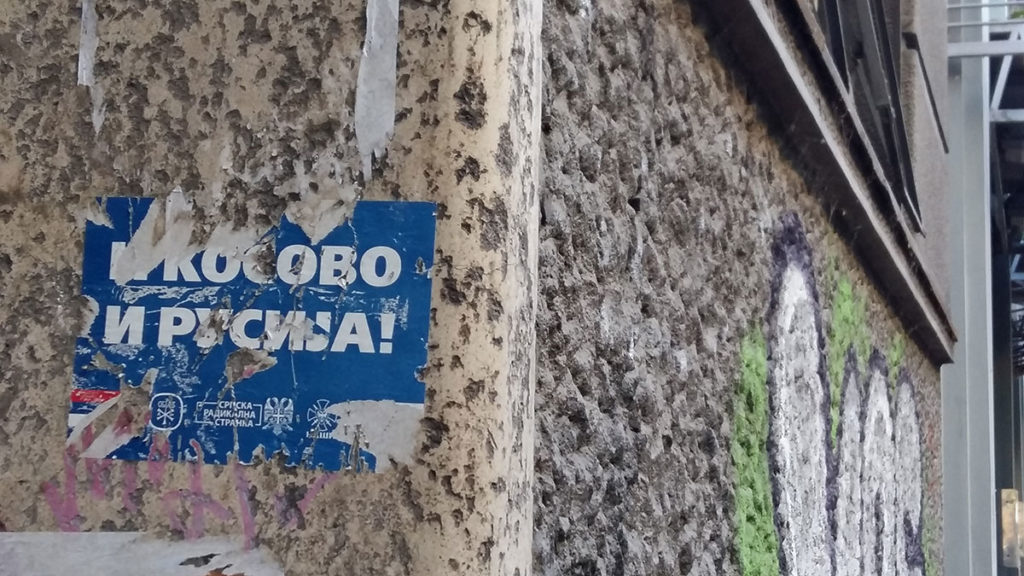 И КОСОВО
И РУСИЈА!
СРПСКА
РАДИКАЛНА
СТРАНКА